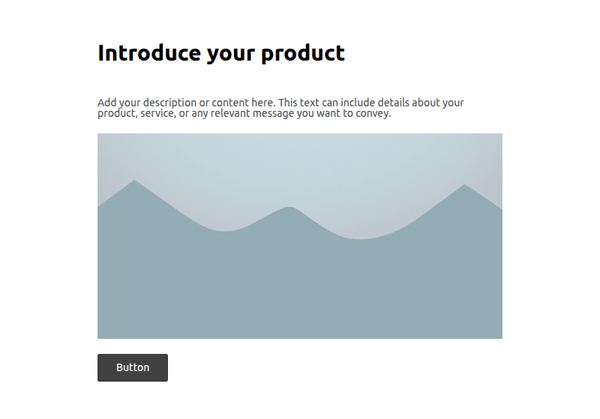 Introduce your product
Add your description or content here. This text can include details about your
product, service, or any relevant message you want to convey.
Button